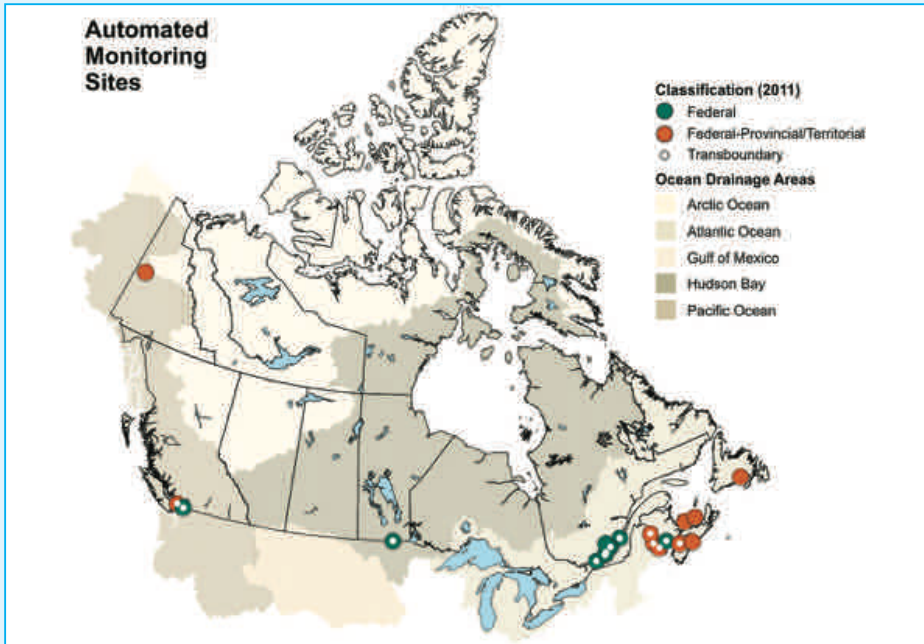 Automated
Monitoring
Sites
Classification (2011)
Federal
Federal-Provincial/Territorial
Transboundary
Ocean Drainage Areas
Arctic Ocean
Atlantic Ocean
Gulf of Mexico
Hudson Bay
Pacific Ocean